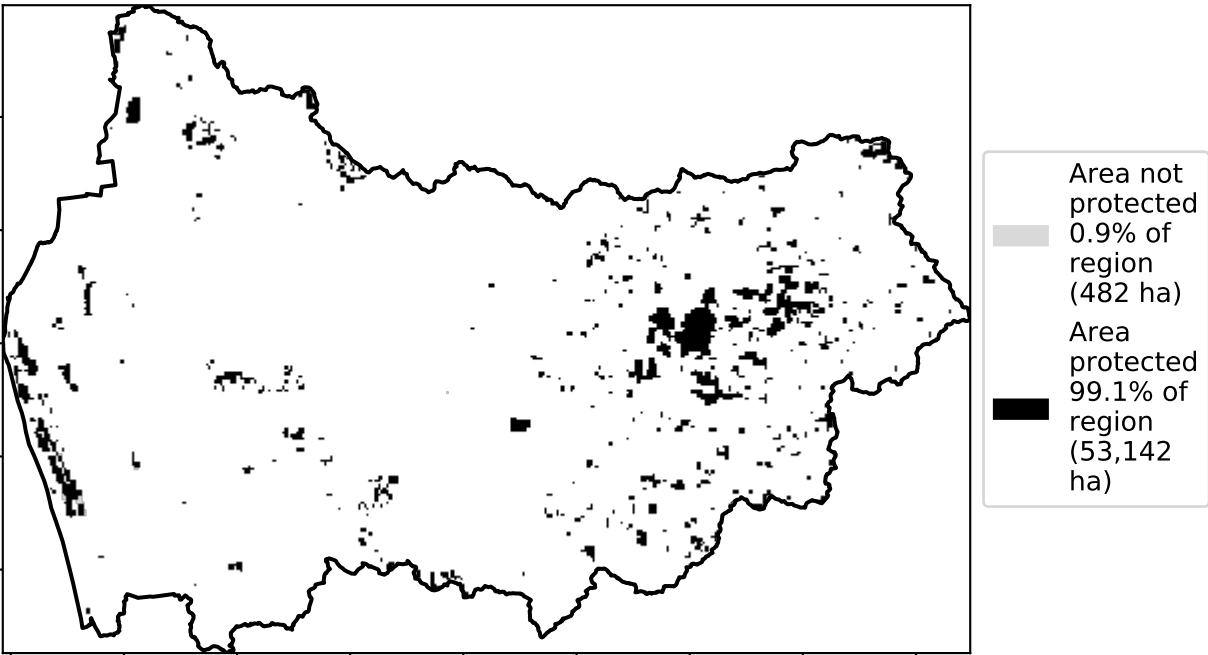 Area not
protected
0.9% of
region
(482 ha)
Area
protected
99.1% of
region
(53,142
ha)